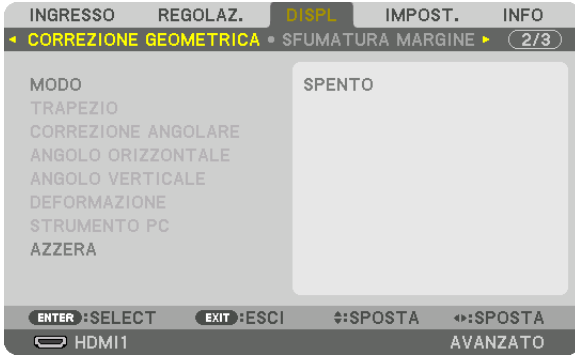 INGRESSO REGOLAZ. DISPL IMPOST. INFO
CORREZIONE GEOMETRICA • SFUMATURA MARGINE 2/3
MODO SPENTO
TRAPEZIO
CORREZIONE ANGOLARE
ANGOLO ORIZZONTALE
ANGOLO VERTICALE
DEFORMAZIONE
STRUMENTO PC
AZZERA
ENTER :SELECT EXIT :ESCI :SPOSTA :SPOSTA
HDMI1 AVANZATO